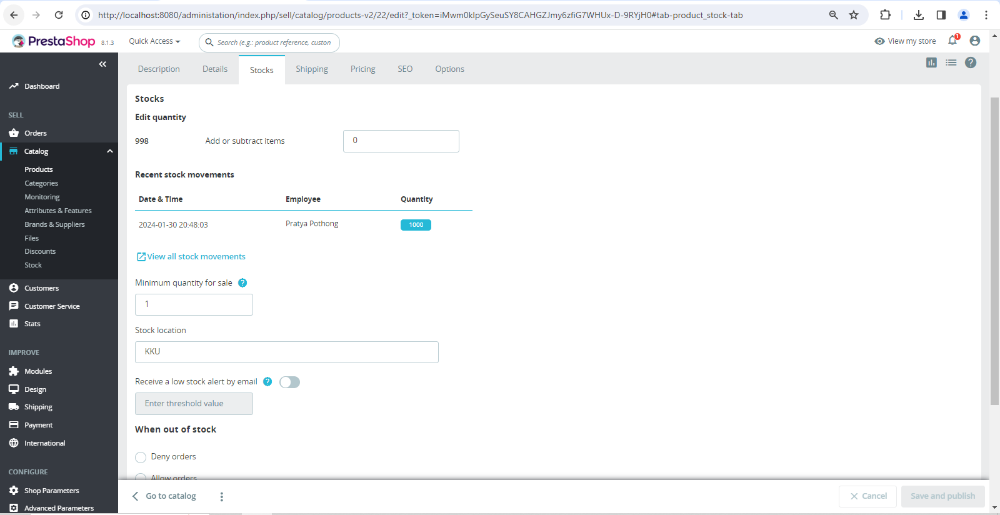 http://localhost:8080/administation/index.php/sell/catalog/products-v2/22/edit?_token=iMwm0klpGySeuSY8CAHGZJmy6zfiG7WHUx-D-9RYjH0#tab-product_stock-tab
PrestaShop 8.1.3
Quick Access
Search (e.g.: product reference, custon
View my store
1
Dashboard
SELL
Orders
Catalog
Products
Categories
Monitoring
Attributes & Features
Brands & Suppliers
Files
Discounts
Stock
Customers
Customer Service
Stats
IMPROVE
Modules
Design
Shipping
Payment
International
CONFIGURE
Shop Parameters
Advanced Parameters
Description Details Stocks Shipping Pricing SEO Options
Stocks
Edit quantity
998 Add or subtract items 0
Recent stock movements
Date & Time Employee Quantity
2024-01-30 20:48:03 Pratya Pothong 1000
View all stock movements
Minimum quantity for sale ?
1
Stock location
KKU
Receive a low stock alert by email ?
Enter threshold value
When out of stock
Deny orders
Allow orders
Go to catalog
Cancel
Save and publish